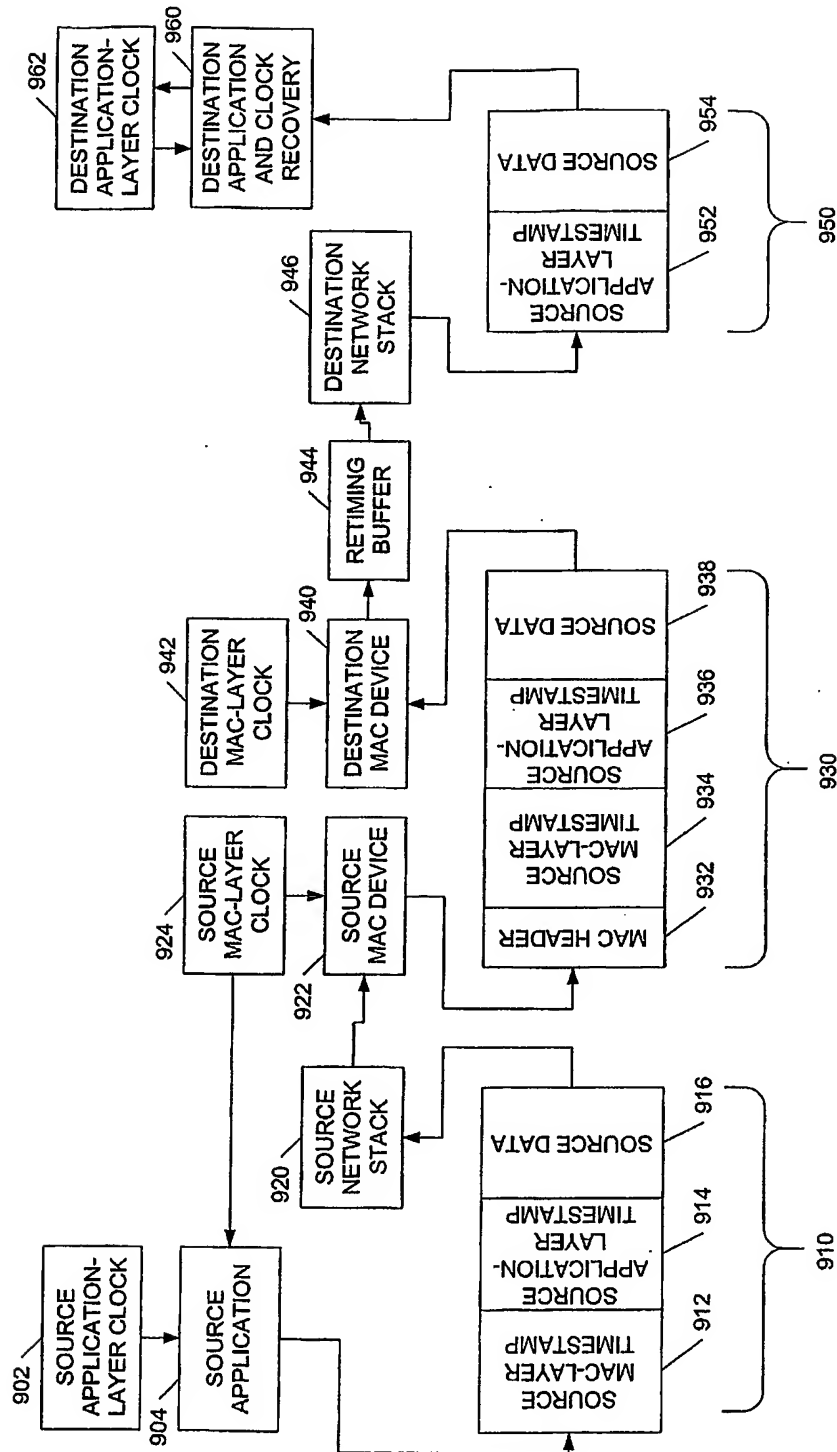 902
SOURCE
APPLICATION-
LAYER CLOCK
904
SOURCE
APPLICATION
SOURCE
MAC-LAYER
TIMESTAMP
SOURCE
APPLICATION-
LAYER
TIMESTAMP
SOURCE DATA
912
914
916
910
920
SOURCE
NETWORK
STACK
924
SOURCE
MAC-LAYER
CLOCK
922
SOURCE
MAC DEVICE
MAC HEADER
SOURCE
MAC-LAYER
TIMESTAMP
SOURCE
APPLICATION-
LAYER
TIMESTAMP
SOURCE DATA
932
934
936
938
930
942
DESTINATION
MAC-LAYER
CLOCK
940
DESTINATION
MAC DEVICE
944
RETIMING
BUFFER
946
DESTINATION
NETWORK
STACK
SOURCE
APPLICATION-
LAYER
TIMESTAMP
SOURCE DATA
952
954
950
962
DESTINATION
APPLICATION-
LAYER CLOCK
960
DESTINATION
APPLICATION
AND CLOCK
RECOVERY